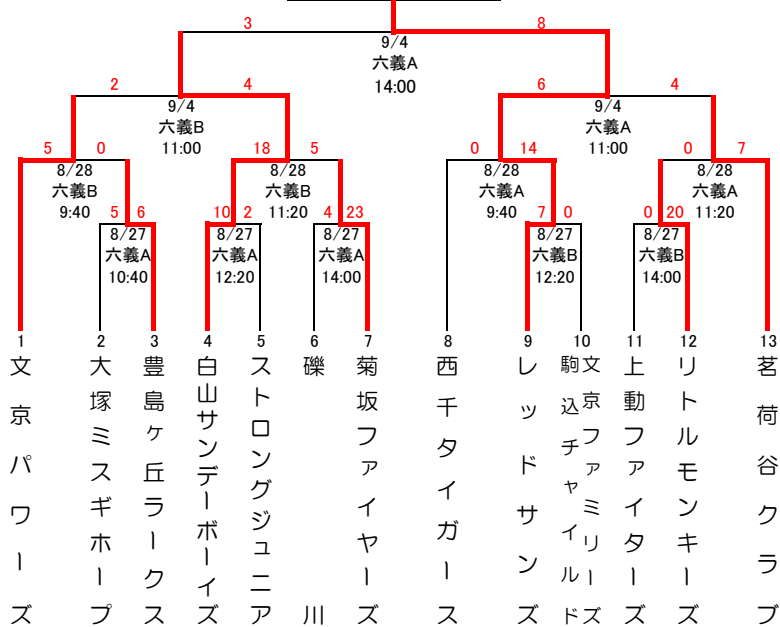 3 8
9/4
六義A
14:00
2 4 6 4
9/4
六義B
11:00
9/4
六義A
11:00
5 0 18 5 0 14 0 7
8/28
六義B
9:40
8/28
六義B
11:20
8/28
六義A
9:40
8/28
六義A
11:20
5 6 10 2 4 23 7 0 0 20
8/27
六義A
10:40
8/27
六義A
12:20
8/27
六義A
14:00
8/27
六義B
12:20
8/27
六義B
14:00
1 2 3 4 5 6 7 8 9 10 11 12 13
文京パワーズ
大塚ミスギホープ
豊島ヶ丘ラークス
白山サンデーボーイズ
ストロングジュニア
礫川
菊坂ファイヤーズ
西千タイガース
レッドサンズ
文京ファミリーズ
駒込チャイルド
上動ファイターズ
リトルモンキーズ
茗荷谷クラブ